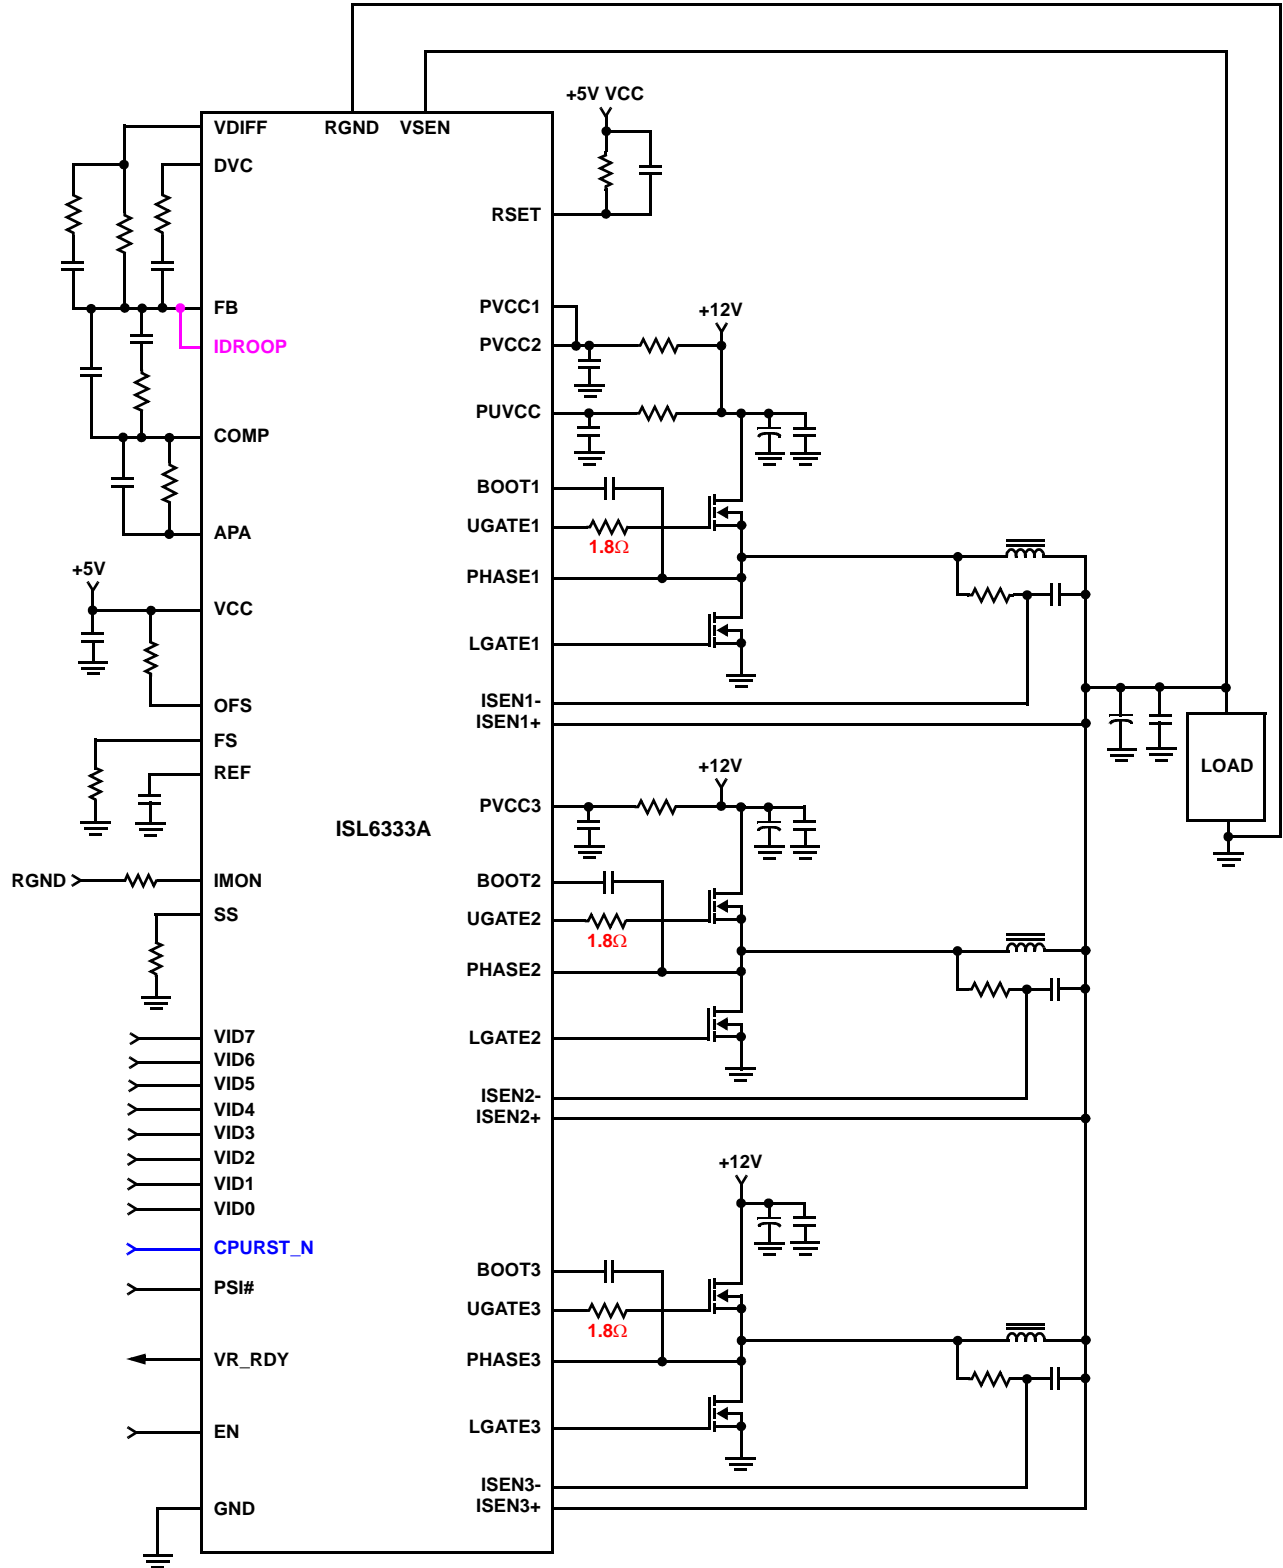 +5V VCC
VDIFF
RGND
VSEN
DVC
RSET
FB
IDROOP
PVCC1
+12V
PVCC2
PUVCC
COMP
BOOT1
UGATE1
1.8Ω
APA
+5V
PHASE1
VCC
LGATE1
ISEN1-
OFS
ISEN1+
FS
REF
+12V
LOAD
PVCC3
ISL6333A
RGND
IMON
BOOT2
SS
UGATE2
1.8Ω
PHASE2
VID7
LGATE2
VID6
VID5
ISEN2-
VID4
ISEN2+
VID3
VID2
+12V
VID1
VID0
CPURST_N
BOOT3
PSI#
UGATE3
1.8Ω
VR_RDY
PHASE3
EN
LGATE3
ISEN3-
GND
ISEN3+